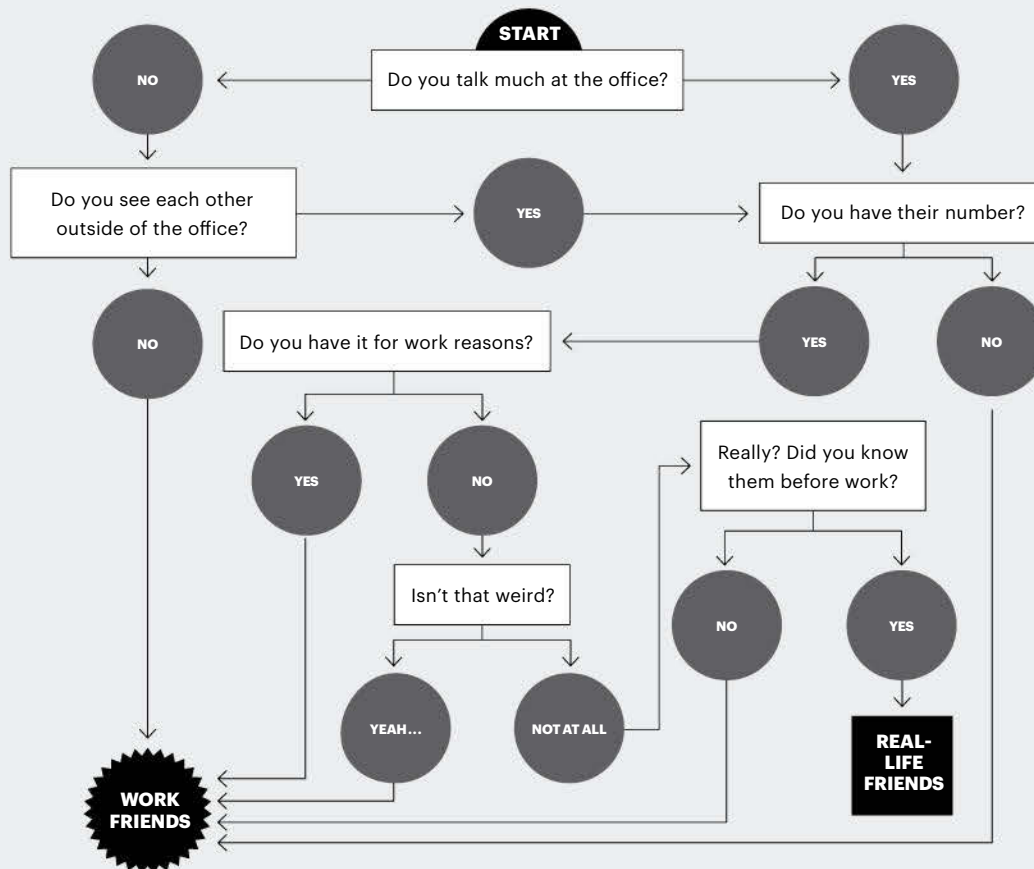 START
NO
Do you talk much at the office?
YES
Do you see each other
outside of the office?
YES
Do you have their number?
NO
Do you have it for work reasons?
YES
NO
YES
NO
Really? Did you know
them before work?
Isn't that weird?
NO
YES
YEAH...
NOT AT ALL
REAL-
LIFE
FRIENDS
WORK
FRIENDS